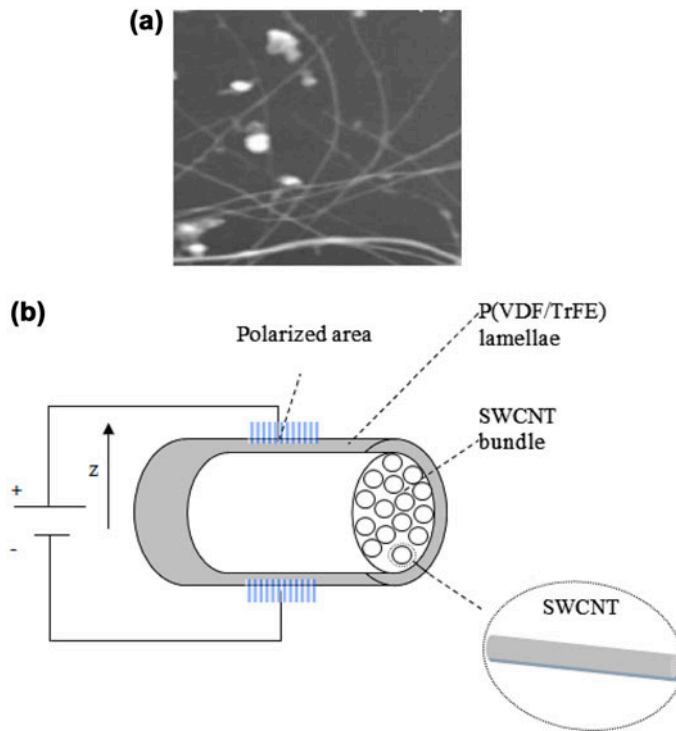 (a)
(b)
Polarized area
P(VDF/TrFE)
lamellae
SWCNT
bundle
z
+
-
SWCNT